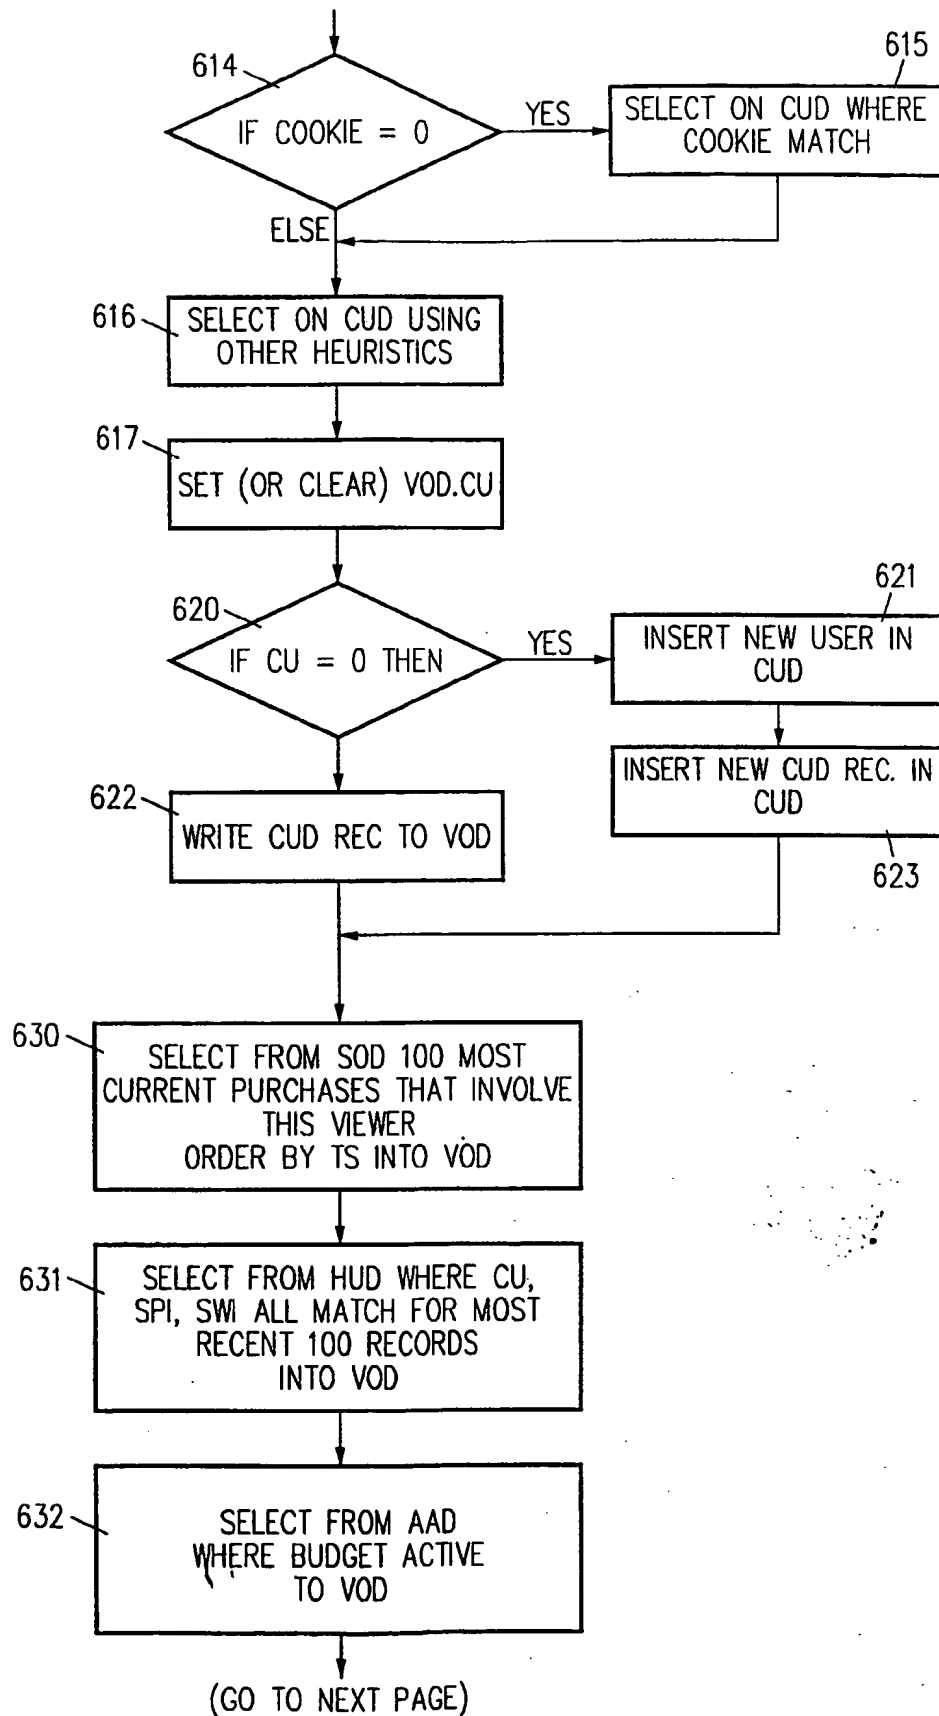 614
IF COOKIE = 0
YES
615
SELECT ON CUD WHERE
COOKIE MATCH
ELSE
616
SELECT ON CUD USING
OTHER HEURISTICS
617
SET (OR CLEAR) VOD.CU
620
IF CU = 0 THEN
YES
621
INSERT NEW USER IN
CUD
INSERT NEW CUD REC. IN
CUD
623
622
WRITE CUD REC TO VOD
630
SELECT FROM SOD 100 MOST
CURRENT PURCHASES THAT INVOLVE
THIS VIEWER
ORDER BY TS INTO VOD
631
SELECT FROM HUD WHERE CU,
SPI, SWI ALL MATCH FOR MOST
RECENT 100 RECORDS
INTO VOD
632
SELECT FROM AAD
WHERE BUDGET ACTIVE
TO VOD
(GO TO NEXT PAGE)